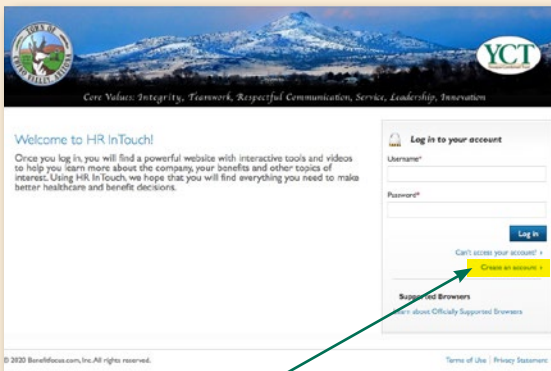 TOWN OF
CHINO VALLEY, ARIZONA
YCT
Core Values: Integrity, Teamwork, Respectful Communication, Service, Leadership, Innovation
Welcome to HR InTouch!
Once you log in, you will find a powerful website with interactive tools and videos
to help you learn more about the company, your benefits and other topics of
interest. Using HR InTouch, we hope that you will find everything you need to make
better healthcare and benefit decisions.
Log in to your account
Username*
Password*
Log in
Can't access your account? ›
Create an account ›
Supported Browsers
Learn about Officially Supported Browsers
© 2020 Benefitfocus.com, Inc. All rights reserved.
Terms of Use | Privacy Statement